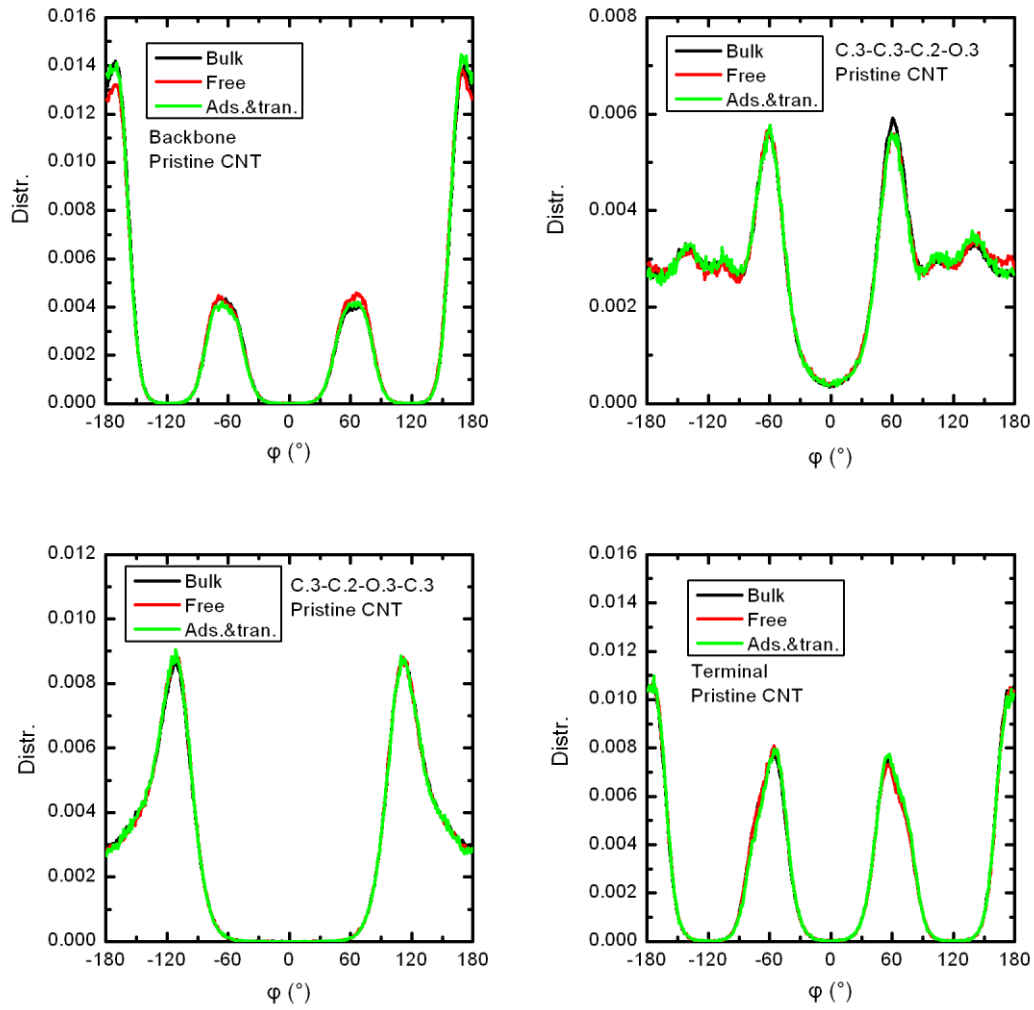 0.016
0.014
0.012
0.010
0.008
0.006
0.004
0.002
0.000
Distr.
Bulk
Free
Ads.&tran.
Backbone
Pristine CNT
-180 -120 -60 0 60 120 180
φ (°)
0.008
0.006
0.004
0.002
0.000
Distr.
Bulk
Free
Ads.&tran.
C.3-C.3-C.2-O.3
Pristine CNT
-180 -120 -60 0 60 120 180
φ (°)
0.012
0.010
0.008
0.006
0.004
0.002
0.000
Distr.
Bulk
Free
Ads.&tran.
C.3-C.2-O.3-C.3
Pristine CNT
-180 -120 -60 0 60 120 180
φ (°)
0.016
0.014
0.012
0.010
0.008
0.006
0.004
0.002
0.000
Distr.
Bulk
Free
Ads.&tran.
Terminal
Pristine CNT
-180 -120 -60 0 60 120 180
φ (°)